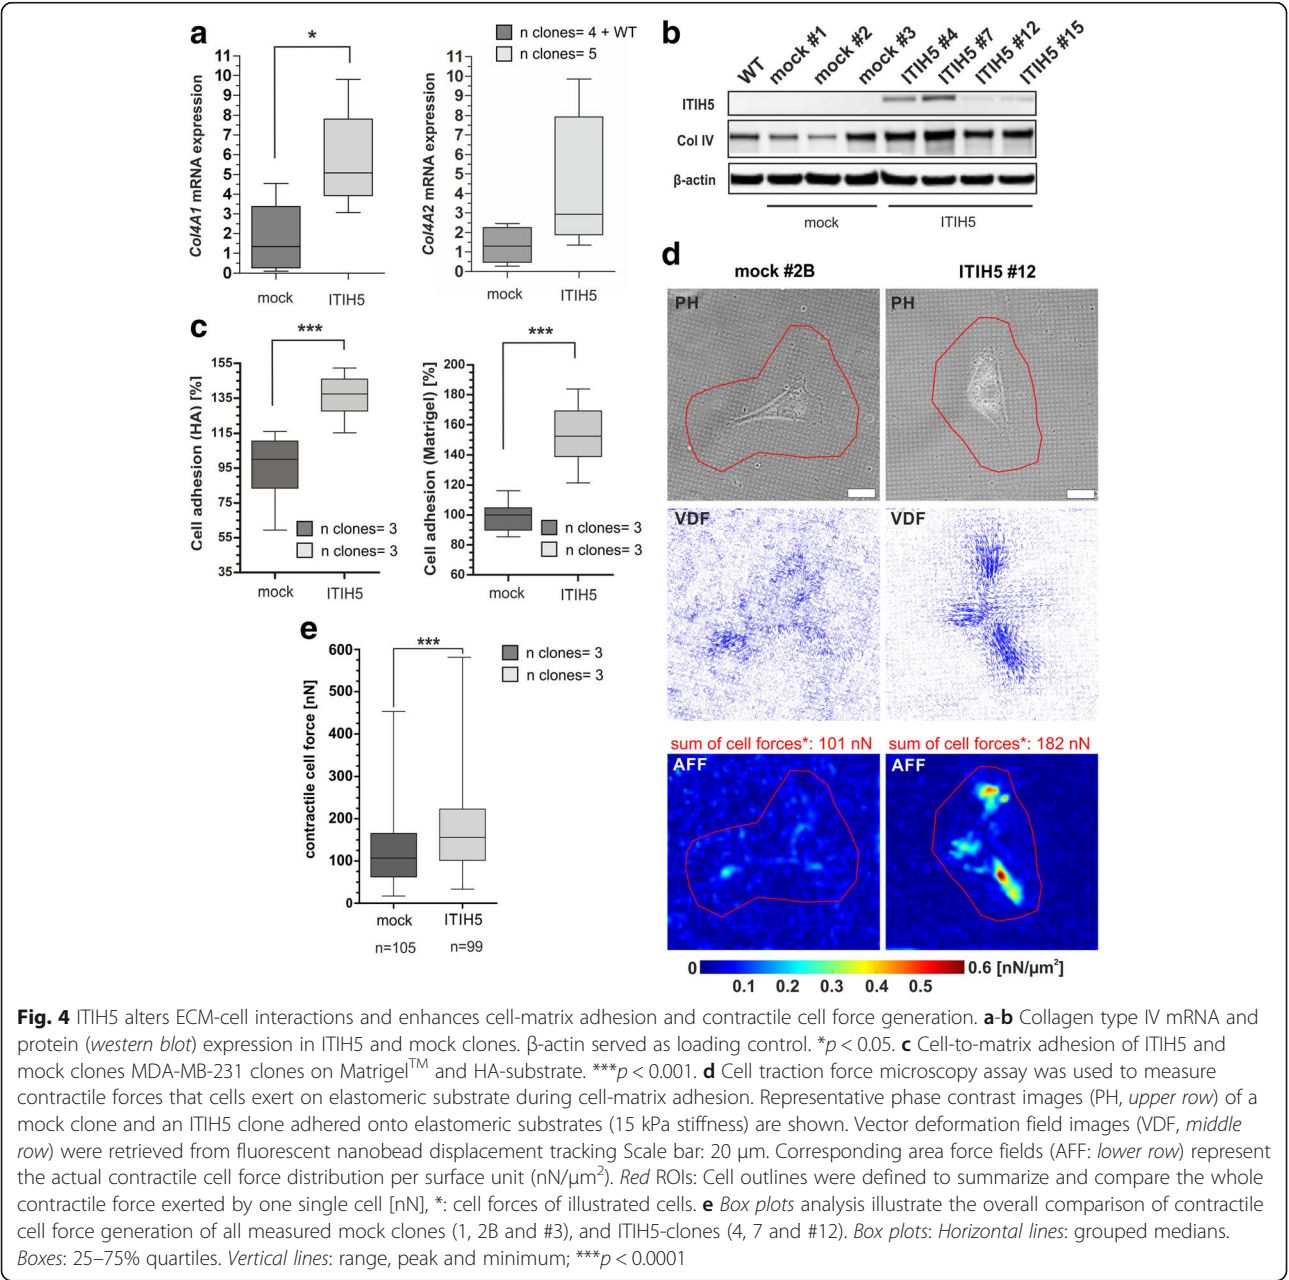 a
*
11
10
9
8
7
6
5
4
3
2
1
0
Col4A1 mRNA expression
mock
ITIH5
n clones= 4 + WT
n clones= 5
11
10
9
8
7
6
5
4
3
2
1
0
Col4A2 mRNA expression
mock
ITIH5
b
WT
mock #1
mock #2
mock #3
ITIH5 #4
ITIH5 #7
ITIH5 #12
ITIH5 #15
ITIH5
Col IV
β-actin
mock
ITIH5
c
***
155
135
115
95
75
55
35
Cell adhesion (HA) [%]
n clones= 3
n clones= 3
mock
ITIH5
***
200
180
160
140
120
100
80
60
Cell adhesion (Matrigel) [%]
n clones= 3
n clones= 3
mock
ITIH5
d
mock #2B
ITIH5 #12
PH
PH
VDF
VDF
sum of cell forces*: 101 nN
sum of cell forces*: 182 nN
AFF
AFF
0
0.6 [nN/µm²]
0.1 0.2 0.3 0.4 0.5
e
***
600
500
400
300
200
100
0
contractile cell force [nN]
n clones= 3
n clones= 3
mock
ITIH5
n=105
n=99
Fig. 4 ITIH5 alters ECM-cell interactions and enhances cell-matrix adhesion and contractile cell force generation. a-b Collagen type IV mRNA and
protein (western blot) expression in ITIH5 and mock clones. β-actin served as loading control. *p < 0.05. c Cell-to-matrix adhesion of ITIH5 and
mock clones MDA-MB-231 clones on Matrigel™ and HA-substrate. ***p < 0.001. d Cell traction force microscopy assay was used to measure
contractile forces that cells exert on elastomeric substrate during cell-matrix adhesion. Representative phase contrast images (PH, upper row) of a
mock clone and an ITIH5 clone adhered onto elastomeric substrates (15 kPa stiffness) are shown. Vector deformation field images (VDF, middle
row) were retrieved from fluorescent nanobead displacement tracking Scale bar: 20 μm. Corresponding area force fields (AFF: lower row) represent
the actual contractile cell force distribution per surface unit (nN/μm²). Red ROIs: Cell outlines were defined to summarize and compare the whole
contractile force exerted by one single cell [nN], *: cell forces of illustrated cells. e Box plots analysis illustrate the overall comparison of contractile
cell force generation of all measured mock clones (1, 2B and #3), and ITIH5-clones (4, 7 and #12). Box plots: Horizontal lines: grouped medians.
Boxes: 25–75% quartiles. Vertical lines: range, peak and minimum; ***p < 0.0001